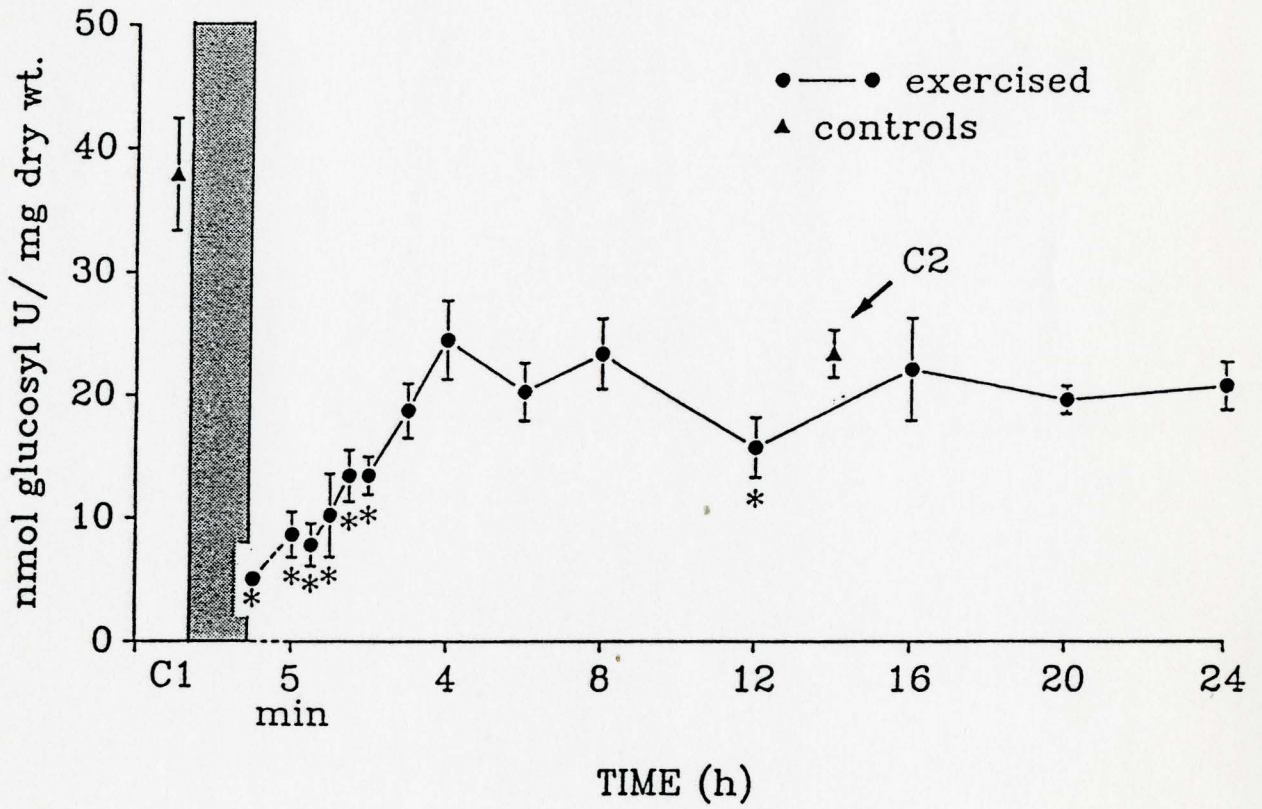 nmol glucosyl U/ mg dry wt.
50
40
30
20
10
0
exercised
controls
C2
*
*
*
*
*
*
*
C1
5
min
4
8
12
16
20
24
TIME (h)